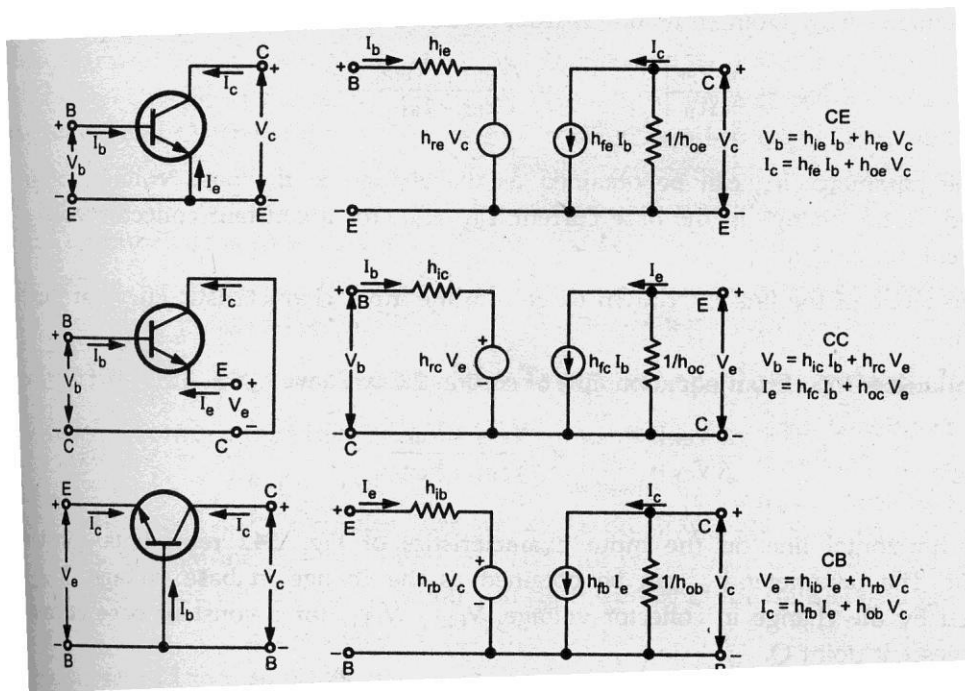 C
+
I_c
B
+
I_b
V_b
V_c
I_e
−
E
−
E
I_b
h_ie
+
B
h_re V_c
I_c
C
+
h_fe I_b
1/h_oe
V_c
E
−
E
CE
V_b = h_ie I_b + h_re V_c
I_c = h_fe I_b + h_oe V_c
I_c
B
+
I_b
V_b
E
+
I_e
V_e
−
−
C
C
I_b
h_ic
B
+
V_b
+
h_rc V_e
h_fc I_b
I_e
E
+
1/h_oc
V_e
−
C
C
−
CC
V_b = h_ic I_b + h_rc V_e
I_e = h_fc I_b + h_oc V_e
E
+
I_c
C
+
I_c
V_e
V_c
I_b
−
B
−
B
I_e
h_ib
+
E
+
h_rb V_c
h_fb I_e
I_c
C
+
1/h_ob
V_c
−
B
−
B
CB
V_e = h_ib I_e + h_rb V_c
I_c = h_fb I_e + h_ob V_c